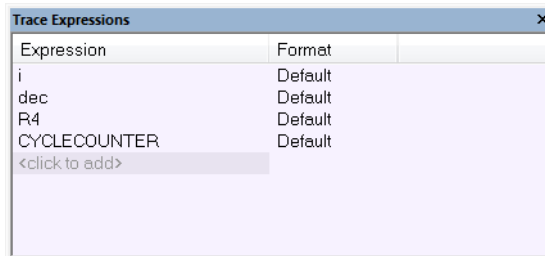 Trace Expressions ×
Expression Format
i Default
dec Default
R4 Default
CYCLECOUNTER Default
<click to add>